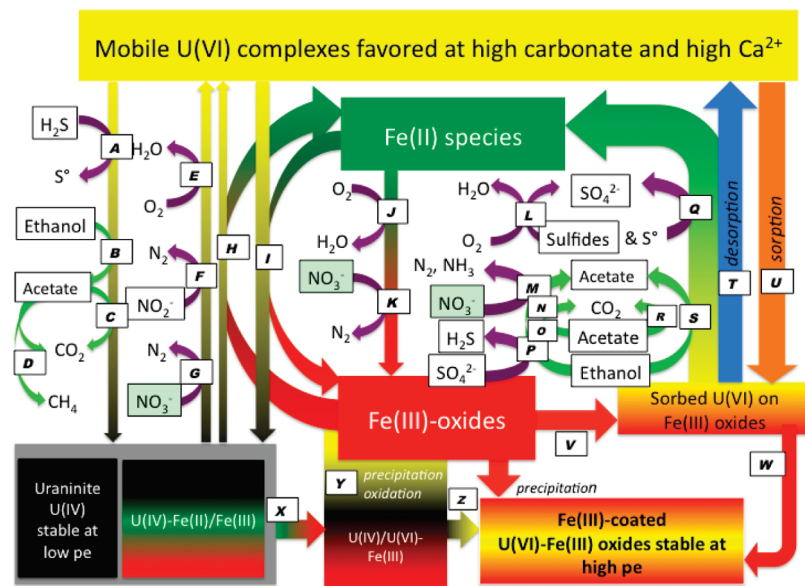 Mobile U(VI) complexes favored at high carbonate and high Ca²⁺
H₂S
A
S°
H₂O
E
O₂
Ethanol
B
N₂
F
Acetate
C
NO₂⁻
D
CO₂
N₂
G
CH₄
NO₃⁻
H
I
Fe(II) species
O₂
J
H₂O
NO₃⁻
K
N₂
H₂O
SO₄²⁻
Q
L
O₂
Sulfides & S°
N₂, NH₃
M
Acetate
NO₃⁻
N
CO₂
R
S
H₂S
O
Acetate
P
SO₄²⁻
Ethanol
desorption
T
sorption
U
Fe(III)-oxides
V
Sorbed U(VI) on
Fe(III) oxides
W
Uraninite
U(IV)
stable at
low pe
U(IV)-Fe(II)/Fe(III)
X
Y
precipitation
oxidation
Z
U(IV)/U(VI)-
Fe(III)
precipitation
Fe(III)-coated
U(VI)-Fe(III) oxides stable at
high pe